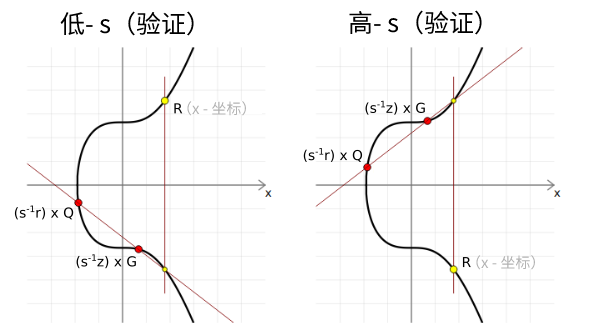 低- s（验证）
高- s（验证）
R (x - 坐标)
x
(s⁻¹r) x Q
(s⁻¹z) x G
(s⁻¹z) x G
(s⁻¹r) x Q
x
R (x - 坐标)